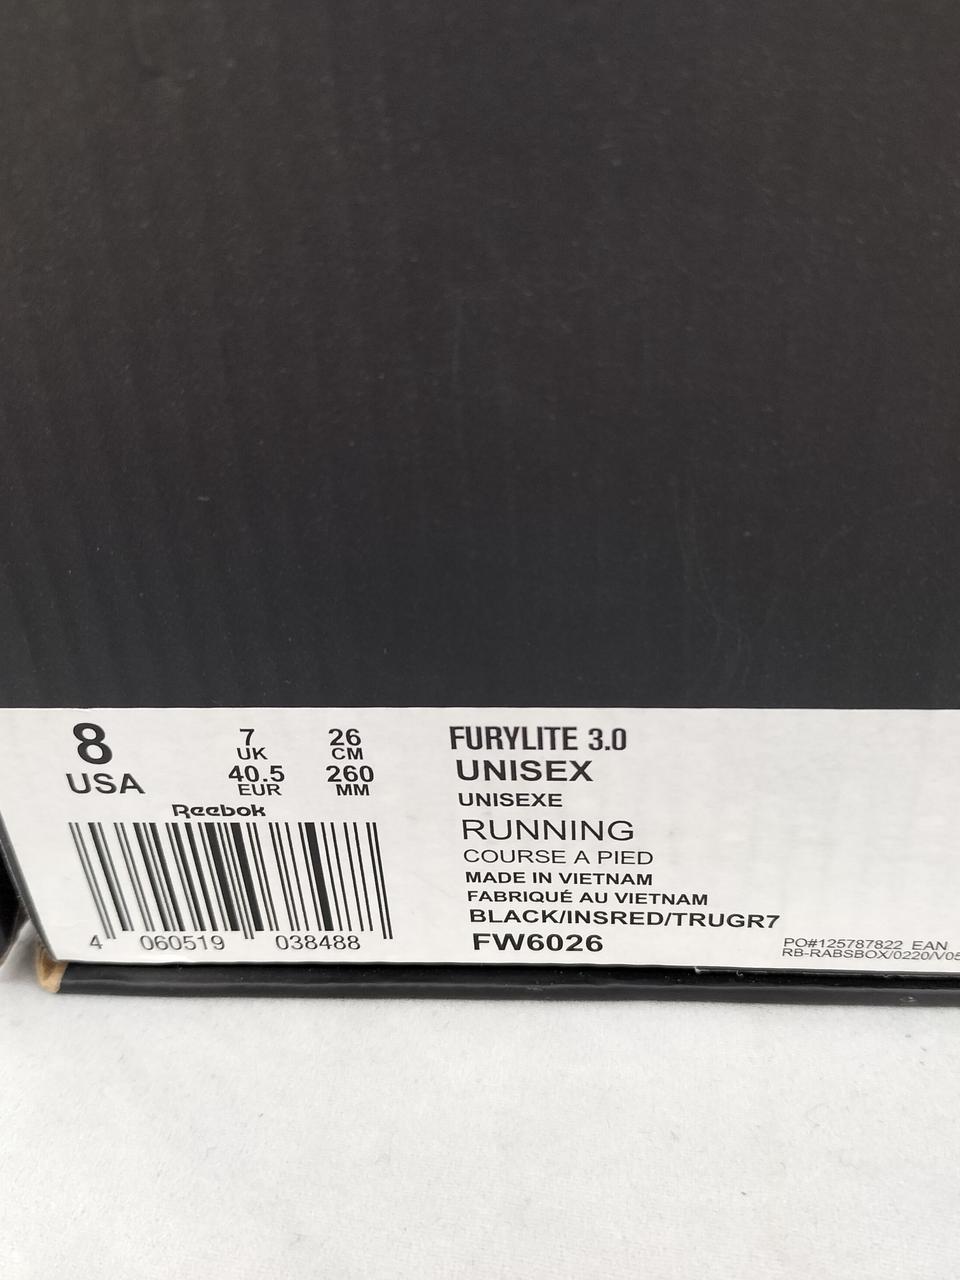 8
USA
7
UK
40.5
EUR
26
CM
260
MM
Reebok
4 060519 038488
FURYLITE 3.0
UNISEX
UNISEXE
RUNNING
COURSE A PIED
MADE IN VIETNAM
FABRIQUÉ AU VIETNAM
BLACK/INSRED/TRUGR7
FW6026
PO#125787822 EAN
RB-RABSBOX/0220/V05